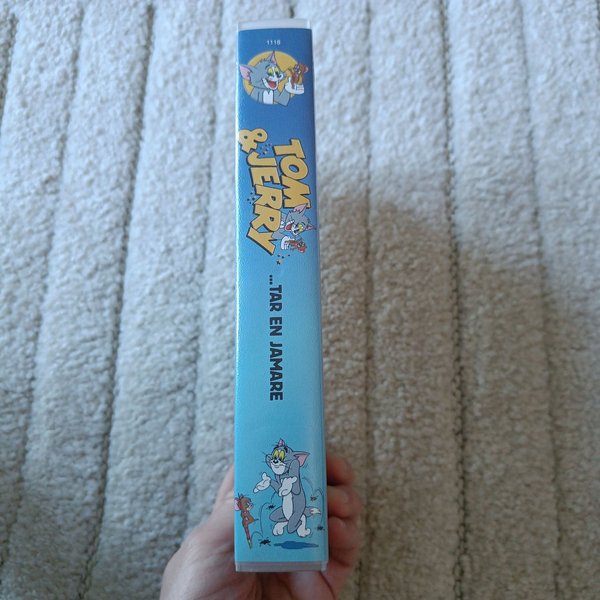 1118
TOM
& JERRY
...TAR EN JAMARE